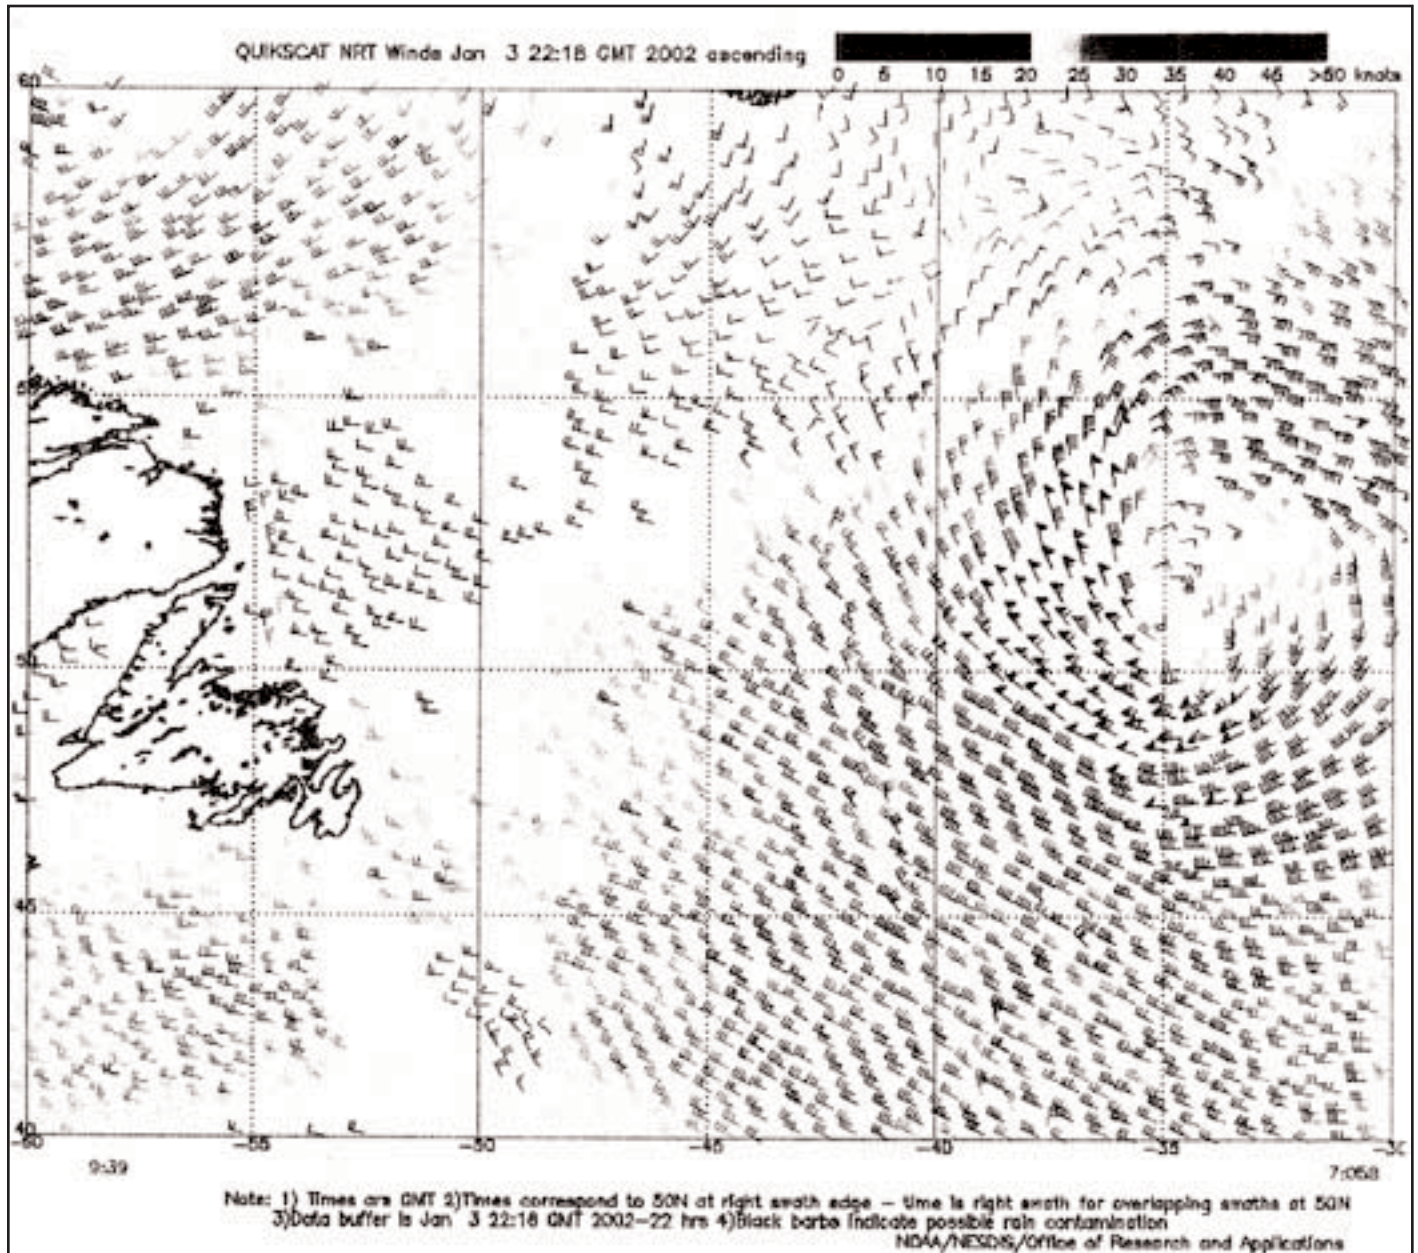 QUIKSCAT NRT Winds Jan 3 22:18 GMT 2002 ascending
0 5 10 15 20 25 30 35 40 45 >50 knots
60
50
45
-55 -50 -45 -40 -35
9:39
Note: 1) Times are GMT 2)Times correspond to 50N at right swath edge – time is right swath for overlapping swaths at 50N
3)Data buffer is Jan 3 22:18 GMT 2002–22 hrs 4)Black barbs indicate possible rain contamination
NOAA/NESDIS/Office of Research and Applications